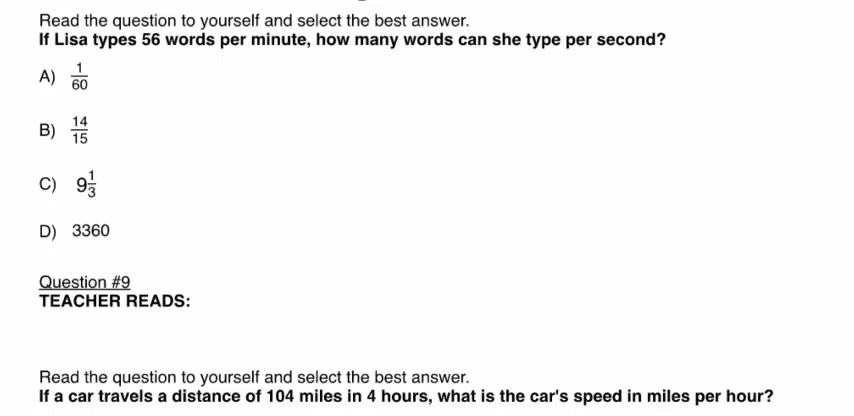 Read the question to yourself and select the best answer.
If Lisa types 56 words per minute, how many words can she type per second?
A) 1/60
B) 14/15
C) 9 1/3
D) 3360
Question #9
TEACHER READS:
Read the question to yourself and select the best answer.
If a car travels a distance of 104 miles in 4 hours, what is the car's speed in miles per hour?